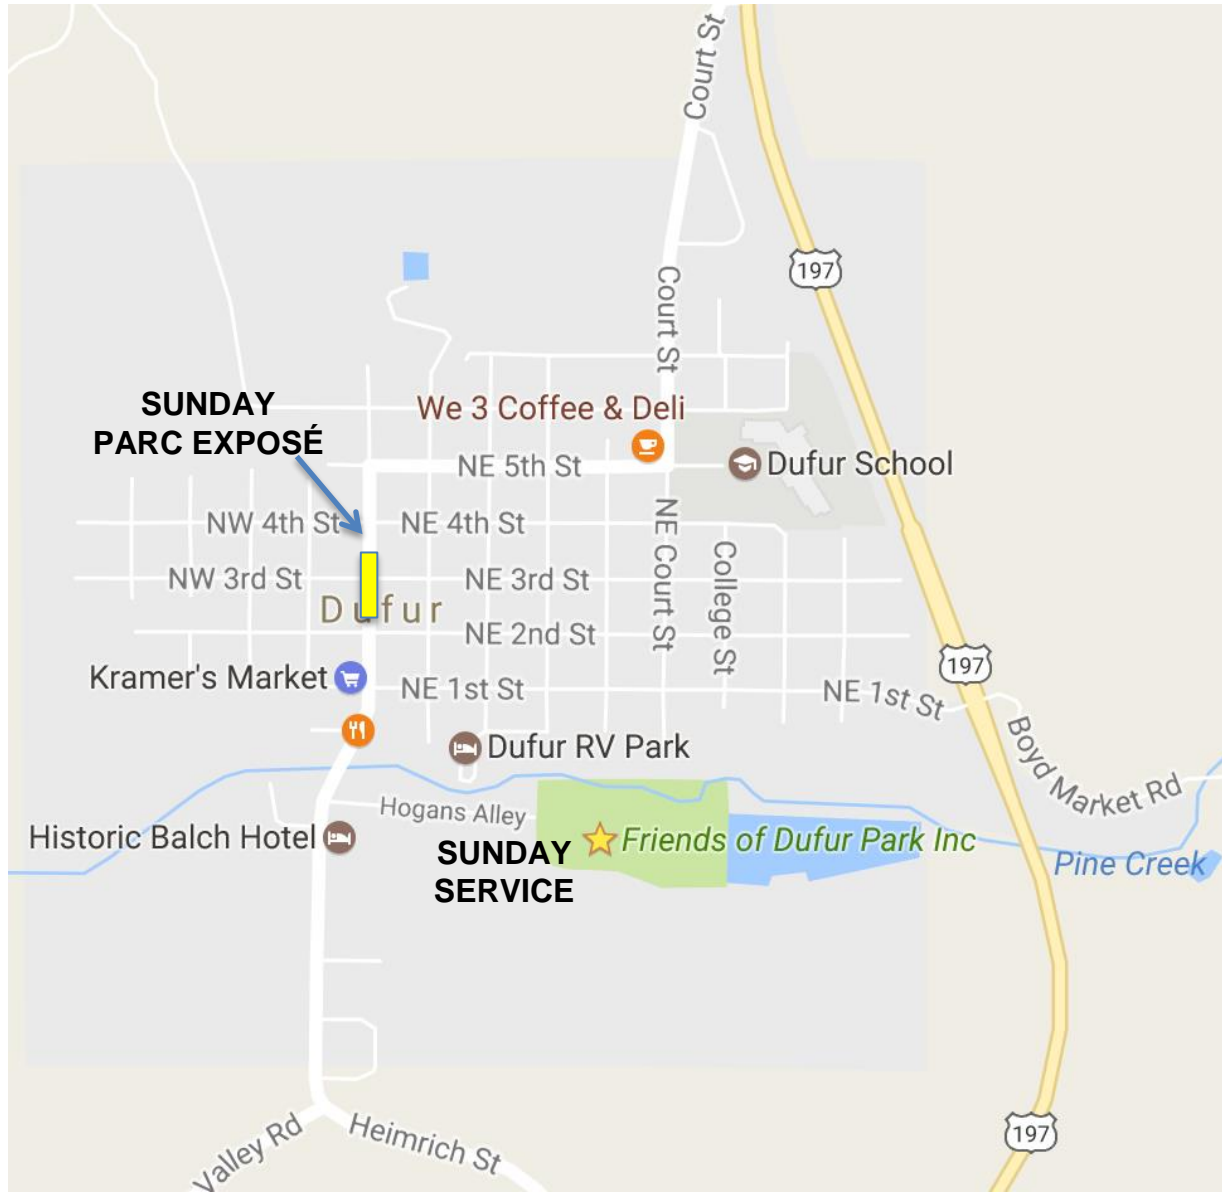 Court St
197
Court St
SUNDAY
PARC EXPOSÉ
We 3 Coffee & Deli
NE 5th St
Dufur School
NW 4th St
NE 4th St
NE Court St
College St
NW 3rd St
NE 3rd St
Dufur
NE 2nd St
197
Kramer's Market
NE 1st St
NE 1st St
Boyd Market Rd
Dufur RV Park
Hogans Alley
Historic Balch Hotel
SUNDAY
SERVICE
Friends of Dufur Park Inc
Pine Creek
Valley Rd
Heimrich St
197